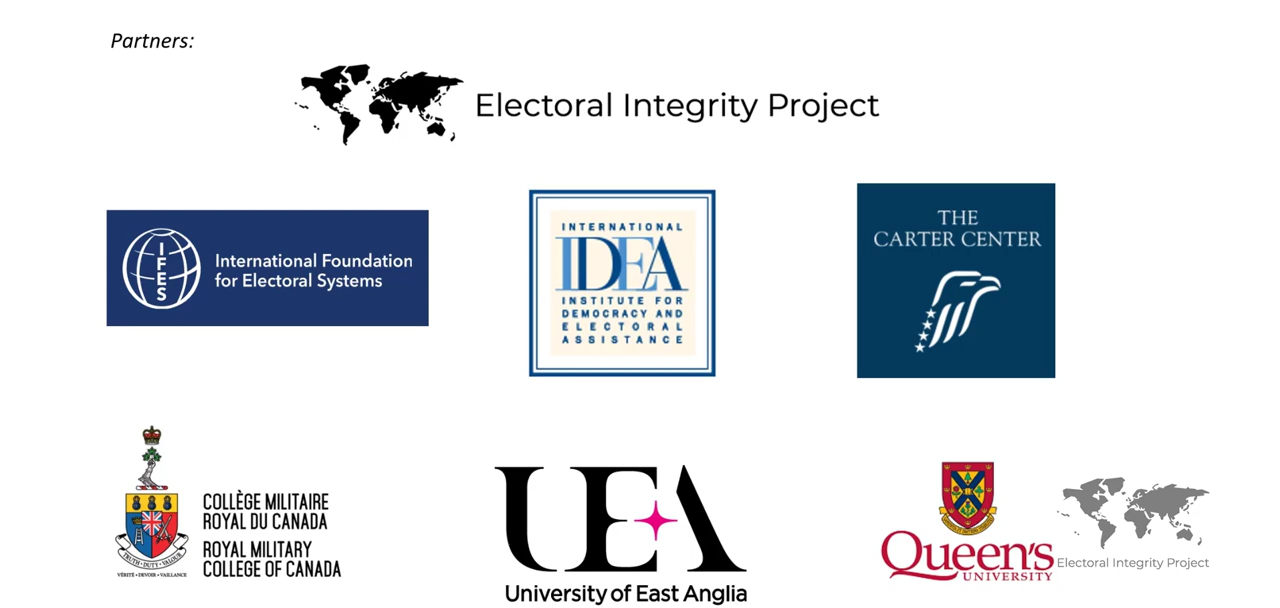 Partners:
Electoral Integrity Project
IFES
International Foundation
for Electoral Systems
INTERNATIONAL
IDEA
INSTITUTE FOR
DEMOCRACY AND
ELECTORAL
ASSISTANCE
THE
CARTER CENTER
TRUTH · DUTY · VALOUR
VÉRITÉ · DEVOIR · VAILLANCE
COLLÈGE MILITAIRE
ROYAL DU CANADA
ROYAL MILITARY
COLLEGE OF CANADA
UEA
University of East Anglia
Queen's
UNIVERSITY
Electoral Integrity Project